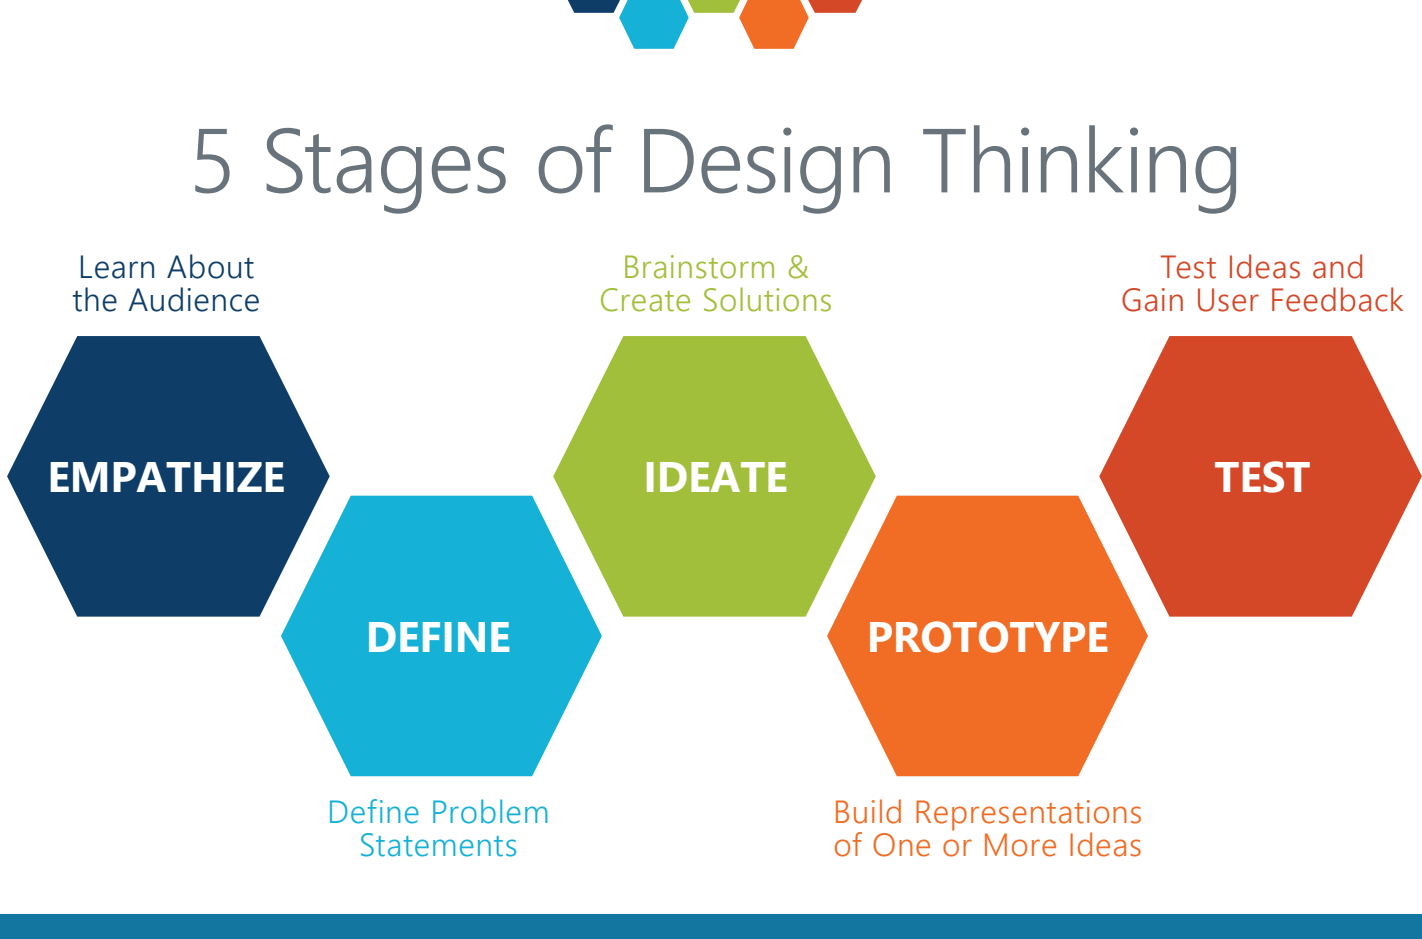 5 Stages of Design Thinking
Learn About
the Audience
EMPATHIZE
DEFINE
Define Problem
Statements
Brainstorm &
Create Solutions
IDEATE
PROTOTYPE
Build Representations
of One or More Ideas
Test Ideas and
Gain User Feedback
TEST